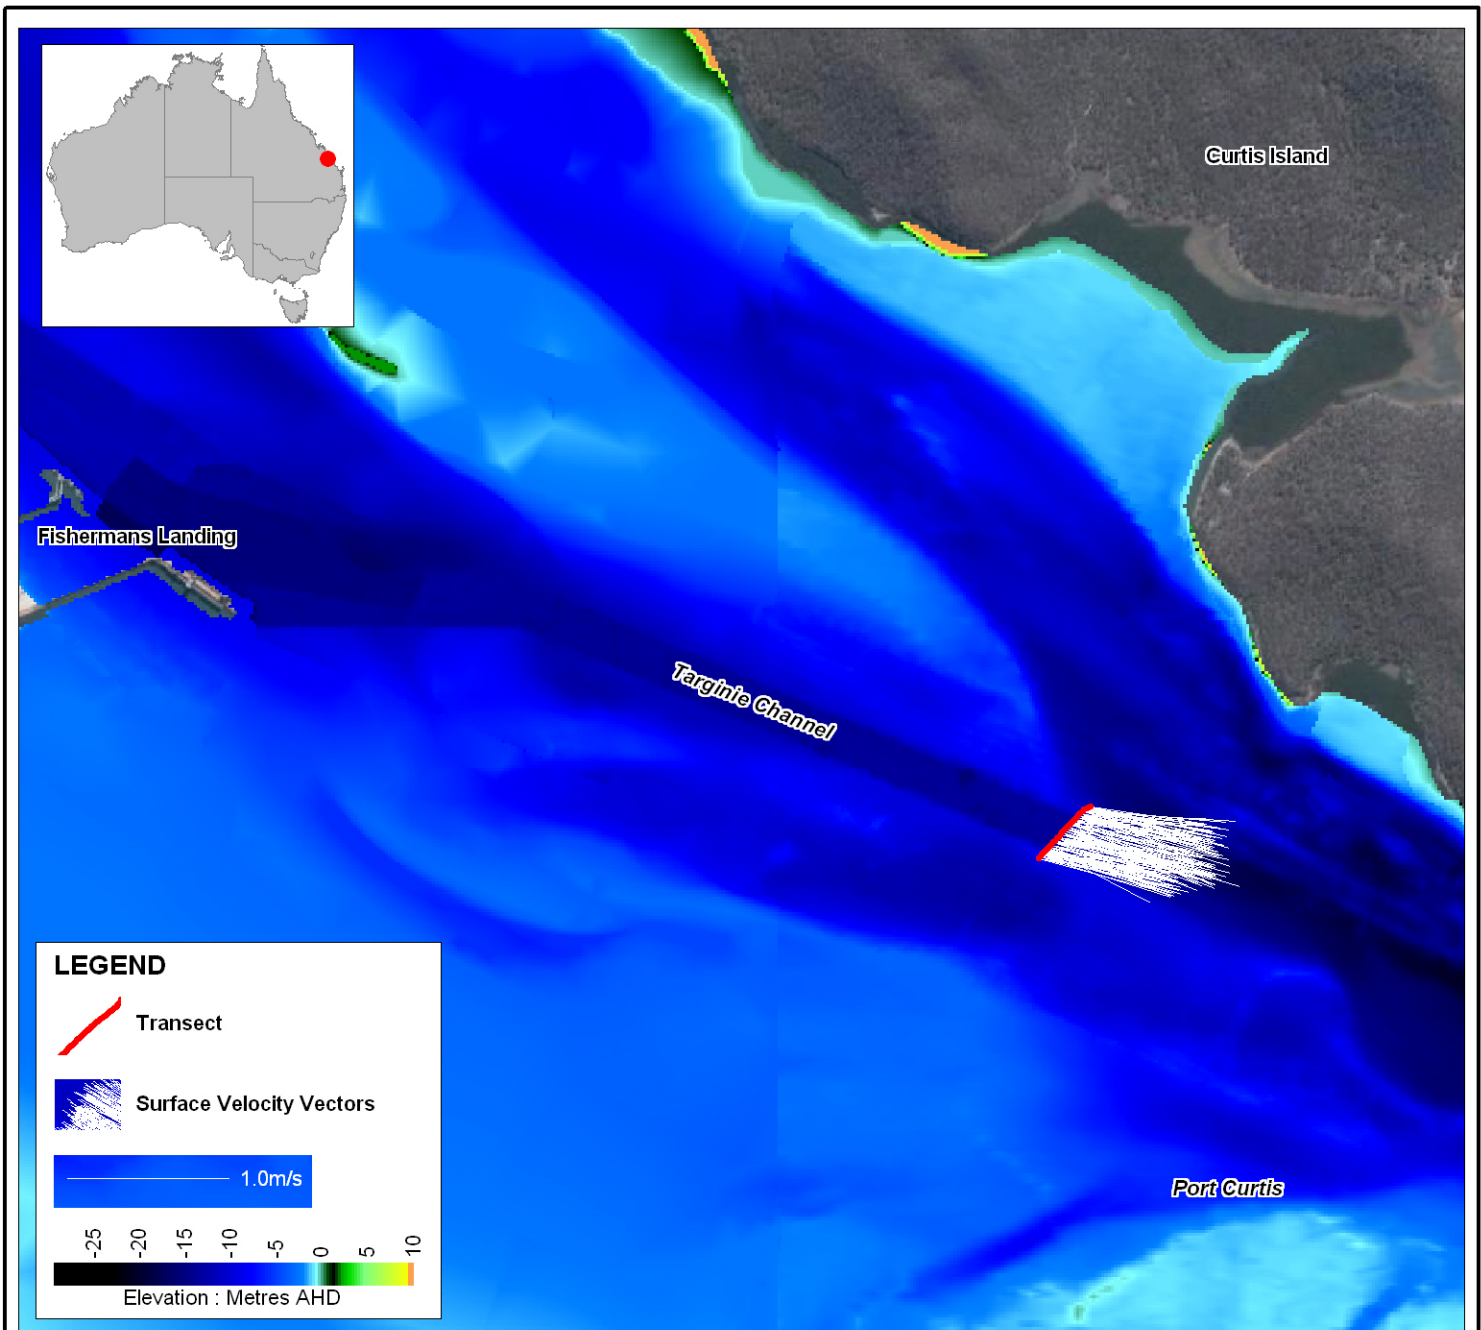 Curtis Island
Fishermans Landing
Targinie Channel
LEGEND
Transect
Surface Velocity Vectors
1.0m/s
-25 -20 -15 -10 -5 0 5 10
Elevation : Metres AHD
Port Curtis